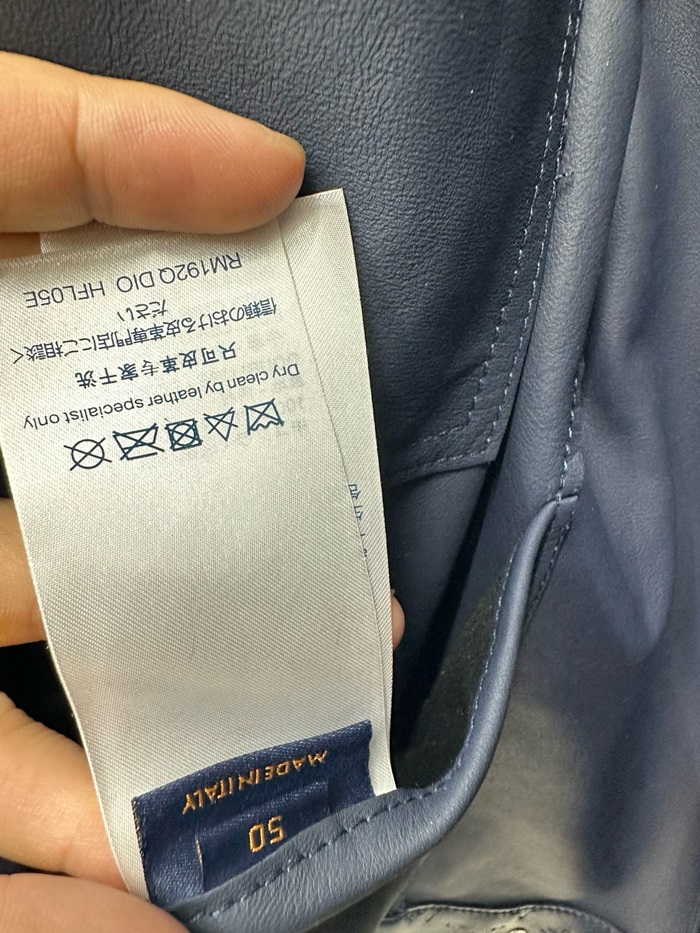 50
MADE IN ITALY
Dry clean by leather specialist only
只可皮革专家干洗
信頼のおける皮革専門店にご相談く
ださい
RM192Q DIO HFL05E